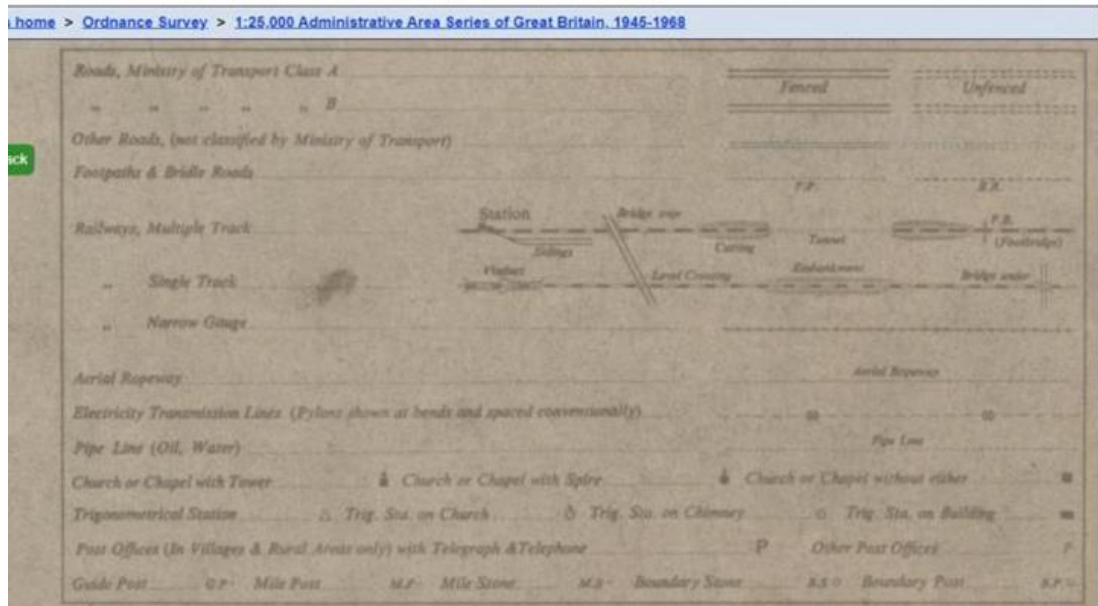 home > Ordnance Survey > 1:25,000 Administrative Area Series of Great Britain, 1945-1968
Roads, Ministry of Transport Class A
Fenced Unfenced
" " " " " B
Other Roads, (not classified by Ministry of Transport)
ack
Footpaths & Bridle Roads F.P. B.R.
Station Bridge over F.B.
Railways, Multiple Track Sidings Cutting Tunnel (Footbridge)
Viaduct Level Crossing Embankment Bridge under
" Single Track
" Narrow Gauge
Aerial Ropeway Aerial Ropeway
Electricity Transmission Lines (Pylons shown at bends and spaced conventionally)
Pipe Line (Oil, Water) Pipe Line
Church or Chapel with Tower Church or Chapel with Spire Church or Chapel without either
Trigonometrical Station Trig. Sta. on Church Trig. Sta. on Chimney Trig. Sta. on Building
Post Offices (In Villages & Rural Areas only) with Telegraph & Telephone P Other Post Offices P
Guide Post G.P. Mile Post M.P. Mile Stone M.S. Boundary Stone B.S. Boundary Post B.P.